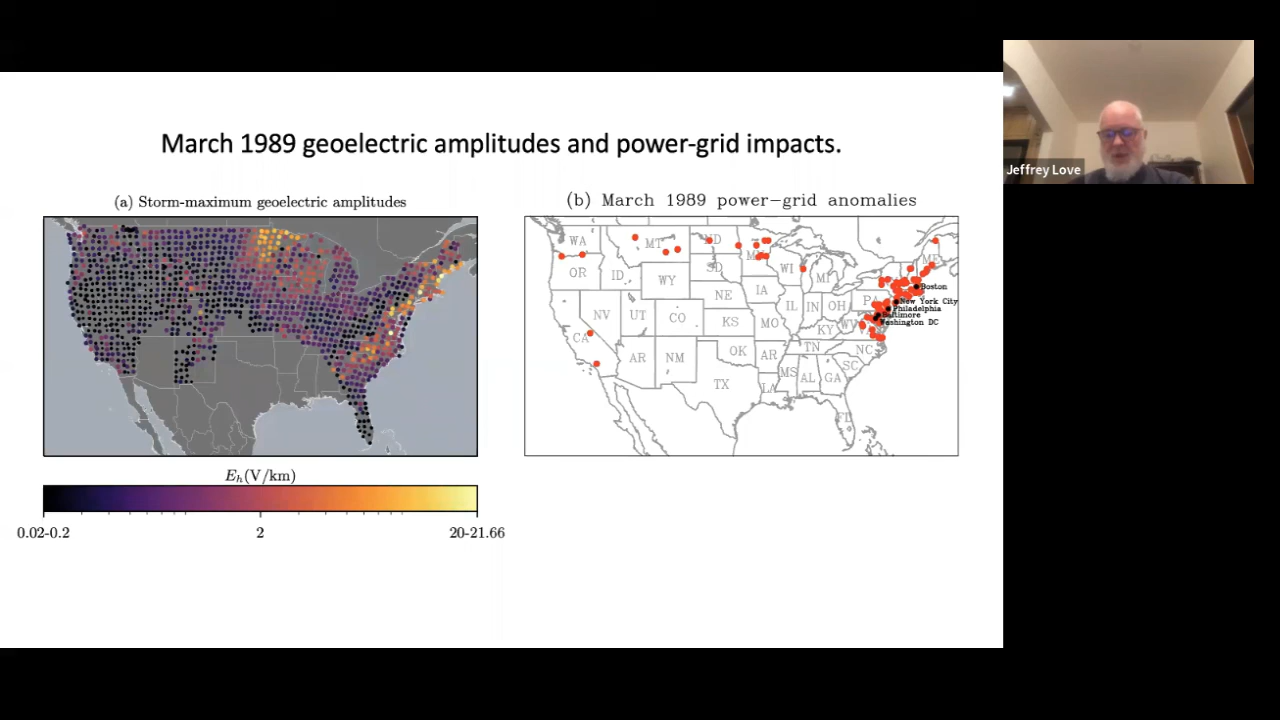 March 1989 geoelectric amplitudes and power-grid impacts.
Jeffrey Love
(a) Storm-maximum geoelectric amplitudes
Eh(V/km)
0.02-0.2 2 20-21.66
(b) March 1989 power-grid anomalies
WA MT ND
OR ID SD WI MI ME
WY
NE IA PA
NV UT CO IL IN OH
CA KS MO KY WV
AR NM OK AR TN NC
TX LA MS AL GA SC
FL
Boston
New York City
Philadelphia
Baltimore
Washington DC